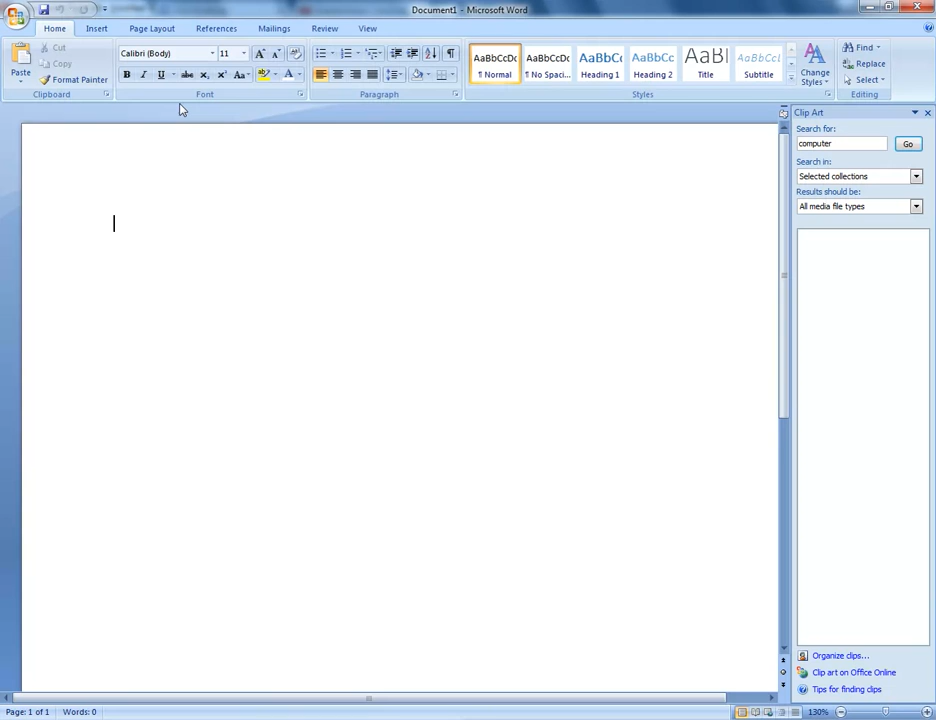 Document1 - Microsoft Word
Home Insert Page Layout References Mailings Review View
Paste
Cut
Copy
Format Painter
Clipboard
Calibri (Body) 11
Font
Paragraph
AaBbCcDc AaBbCcDc AaBbCc AaBbCc AaBl AaBbCcL
¶ Normal ¶ No Spaci... Heading 1 Heading 2 Title Subtitle
Change Styles
Styles
Find
Replace
Select
Editing
Clip Art
Search for:
computer
Go
Search in:
Selected collections
Results should be:
All media file types
Organize clips...
Clip art on Office Online
Tips for finding clips
Page: 1 of 1 Words: 0 130%